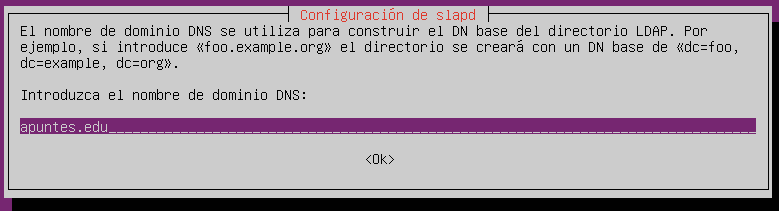 Configuración de slapd
El nombre de dominio DNS se utiliza para construir el DN base del directorio LDAP. Por
ejemplo, si introduce «foo.example.org» el directorio se creará con un DN base de «dc=foo,
dc=example, dc=org».
Introduzca el nombre de dominio DNS:
apuntes.edu
<Ok>